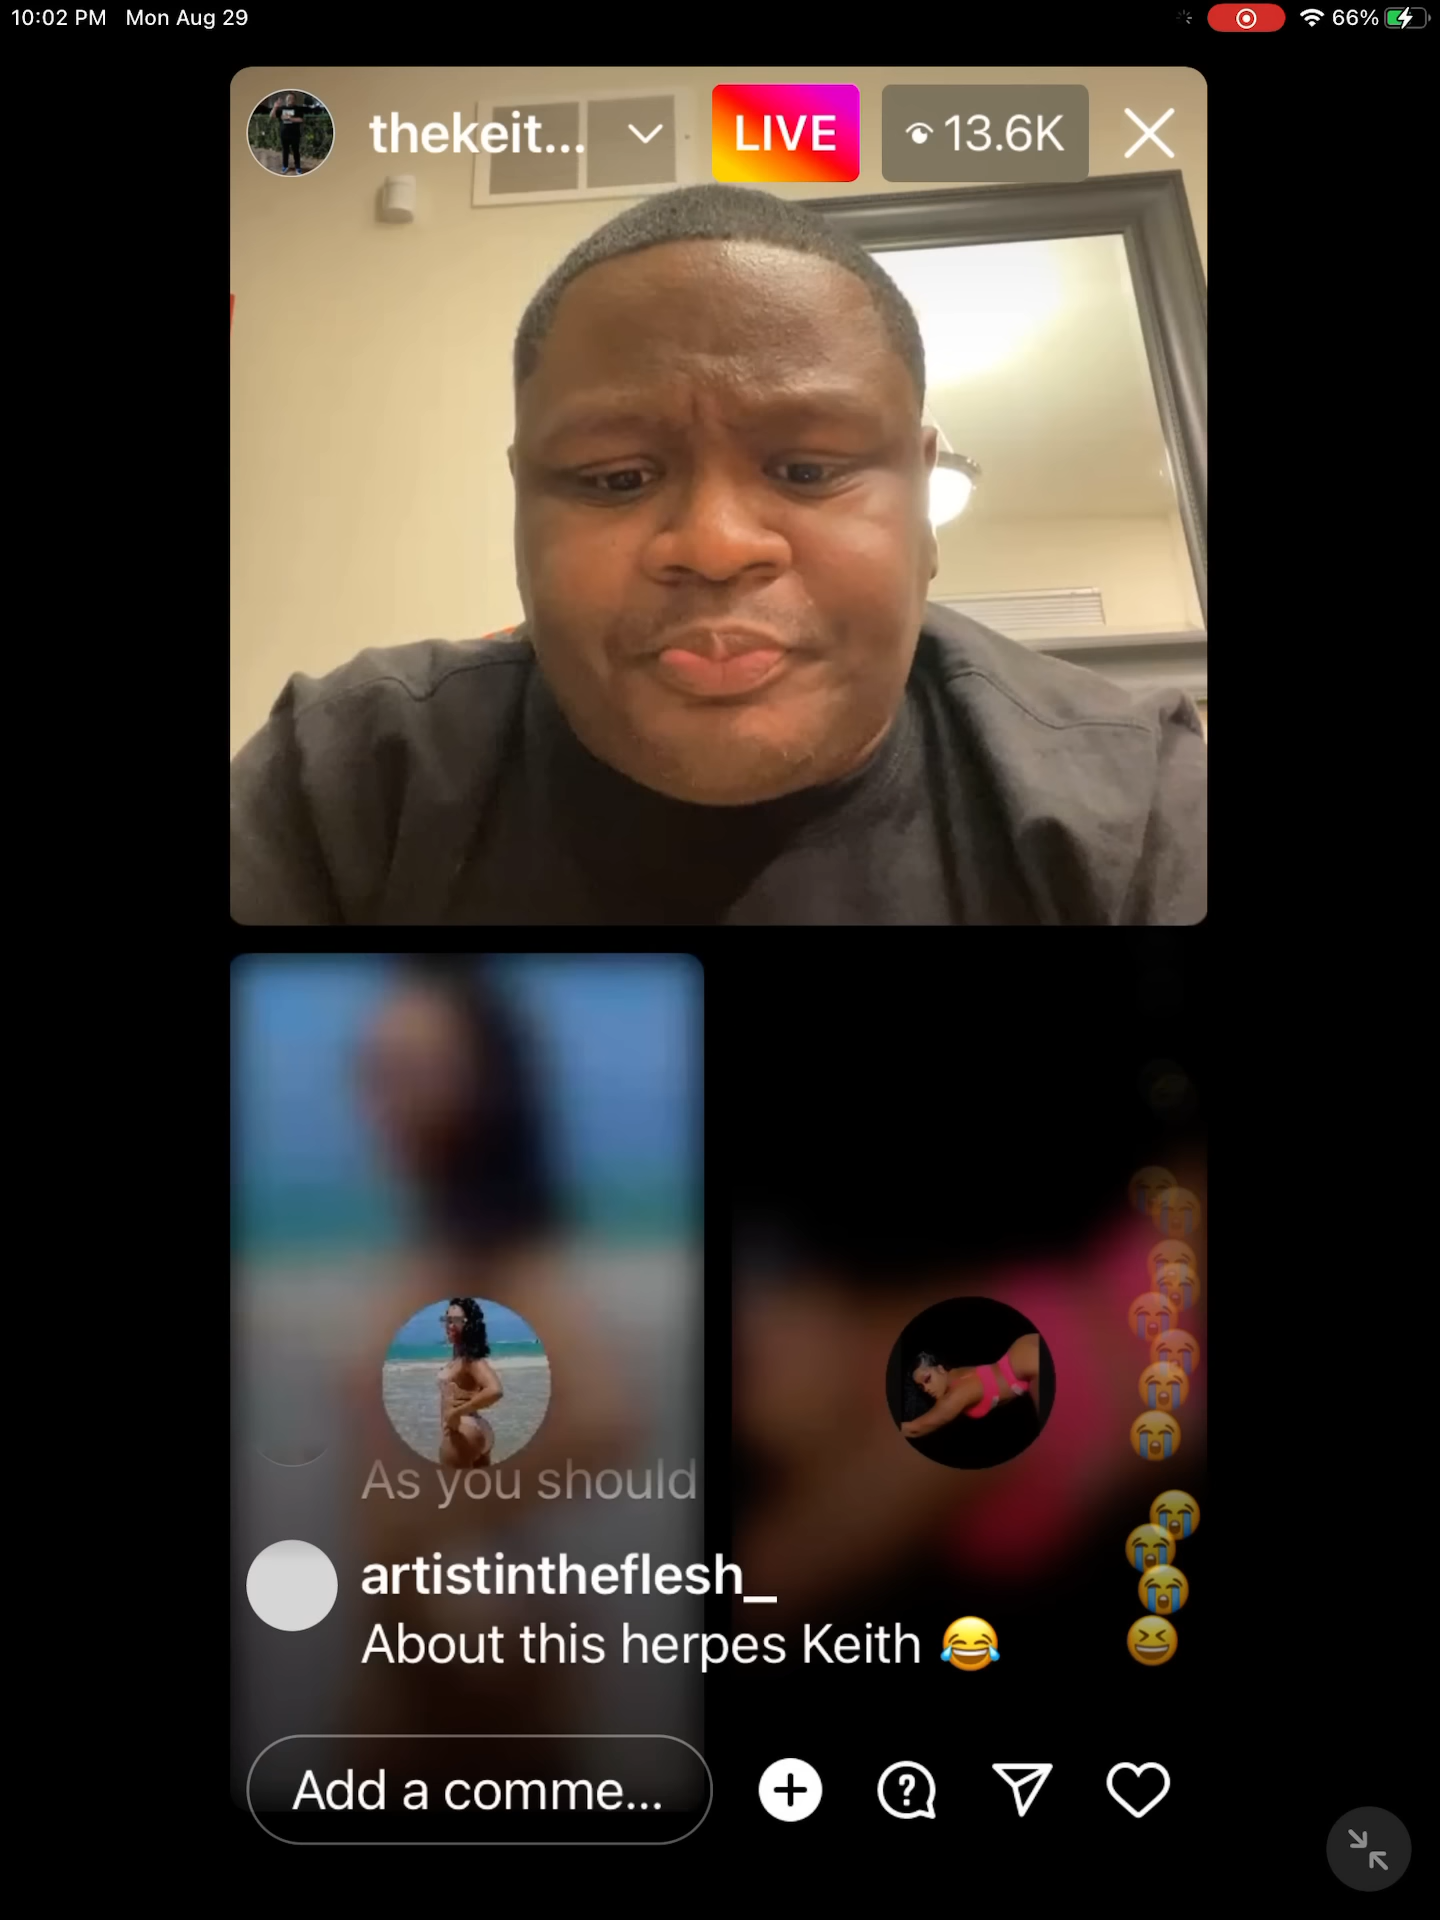 10:02 PM Mon Aug 29
66%
thekeit...
LIVE
13.6K
As you should
artistintheflesh_
About this herpes Keith 😂
Add a comme...